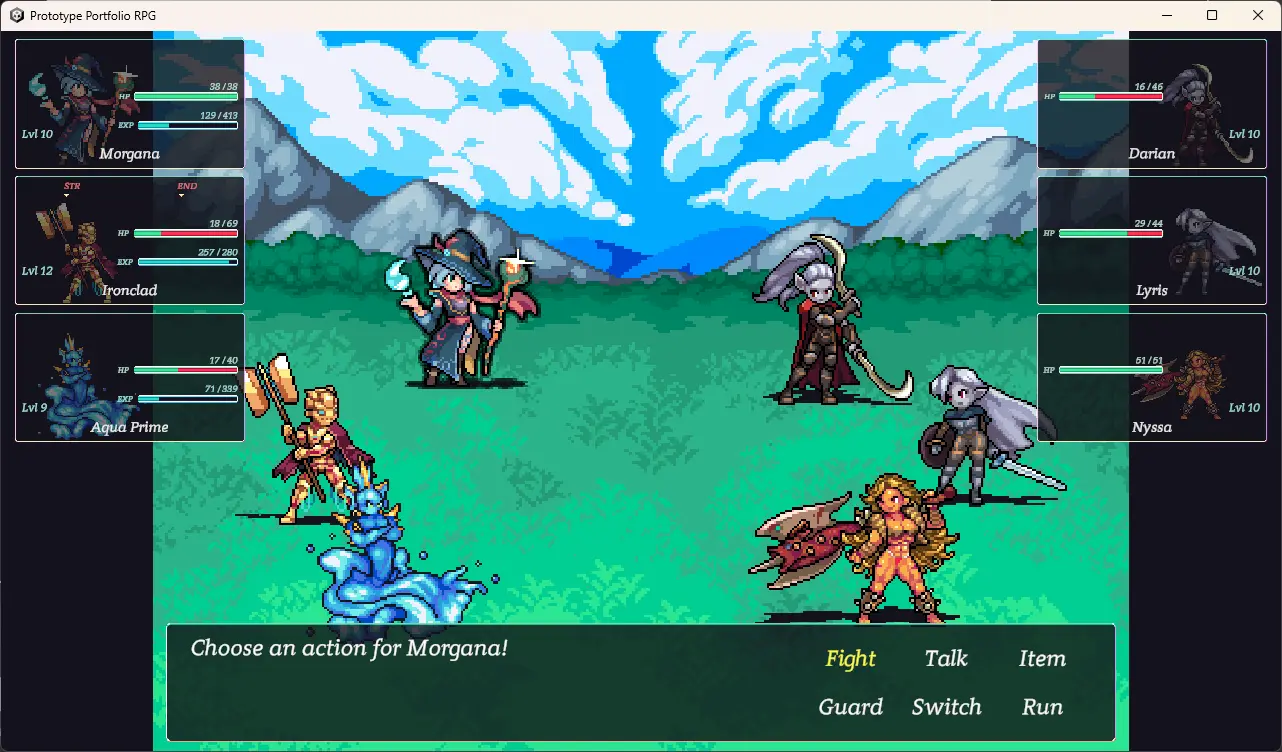 Prototype Portfolio RPG
38/38
HP
129/413
EXP
Lvl 10
Morgana
STR
END
18/69
HP
257/280
EXP
Lvl 12
Ironclad
17/40
HP
71/339
EXP
Lvl 9
Aqua Prime
16/46
HP
Lvl 10
Darian
29/44
HP
Lvl 10
Lyris
51/51
HP
Lvl 10
Nyssa
Choose an action for Morgana!
Fight Talk Item
Guard Switch Run